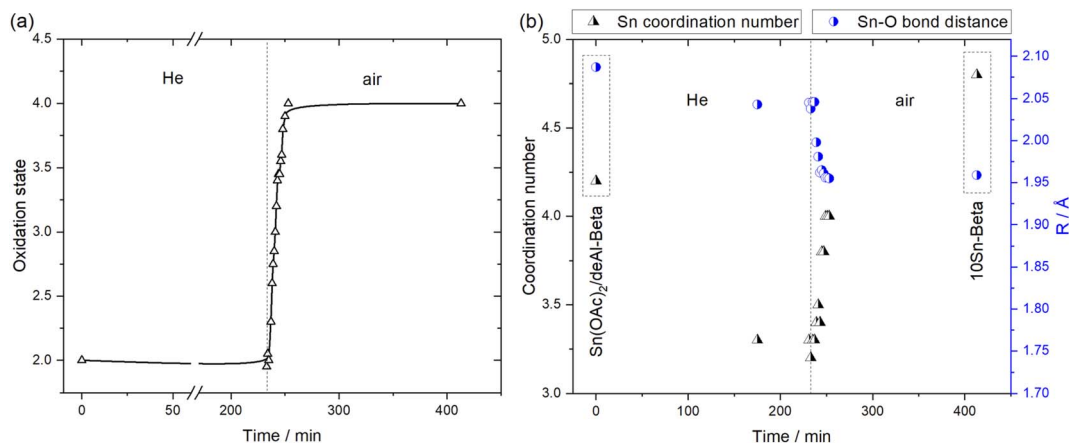 (a)
4.5
4.0
3.5
3.0
2.5
2.0
Oxidation state
He
air
0
50
200
300
400
Time / min
(b)
Sn coordination number
Sn-O bond distance
5.0
4.5
4.0
3.5
3.0
Coordination number
He
air
Sn(OAc)₂/deAl-Beta
10Sn-Beta
2.10
2.05
2.00
1.95
1.90
1.85
1.80
1.75
1.70
R / Å
0
100
200
300
400
Time / min